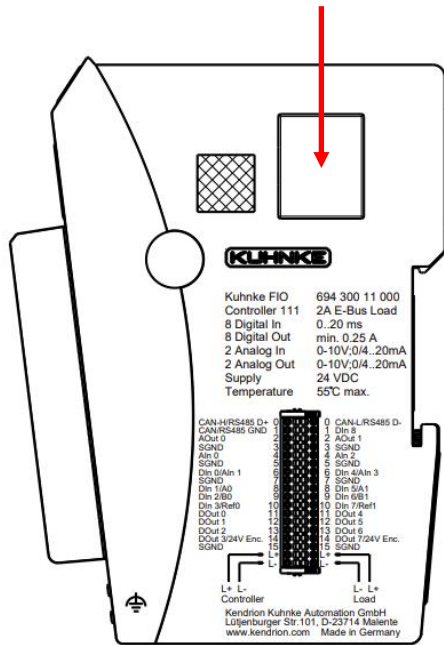 KUHNKE
Kuhnke FIO 694 300 11 000
Controller 111 2A E-Bus Load
8 Digital In 0..20 ms
8 Digital Out min. 0.25 A
2 Analog In 0-10V;0/4..20mA
2 Analog Out 0-10V;0/4..20mA
Supply 24 VDC
Temperature 55°C max.
CAN-H/RS485 D+ 0 0 CAN-L/RS485 D-
CAN/RS485 GND 1 1 DIn 8
AOut 0 2 2 AOut 1
SGND 3 3 SGND
AIn 0 4 4 AIn 2
SGND 5 5 SGND
DIn 0/AIn 1 6 6 DIn 4/AIn 3
SGND 7 7 SGND
DIn 1/A0 8 8 DIn 5/A1
DIn 2/B0 9 9 DIn 6/B1
DIn 3/Ref0 10 10 DIn 7/Ref1
DOut 0 11 11 DOut 4
DOut 1 12 12 DOut 5
DOut 2 13 13 DOut 6
DOut 3/24V Enc. 14 14 DOut 7/24V Enc.
SGND 15 15 SGND
L+ L+
L- L-
L+ L- L- L+
Controller Load
Kendrion Kuhnke Automation GmbH
Lütjenburger Str.101, D-23714 Malente
www.kendrion.com Made in Germany